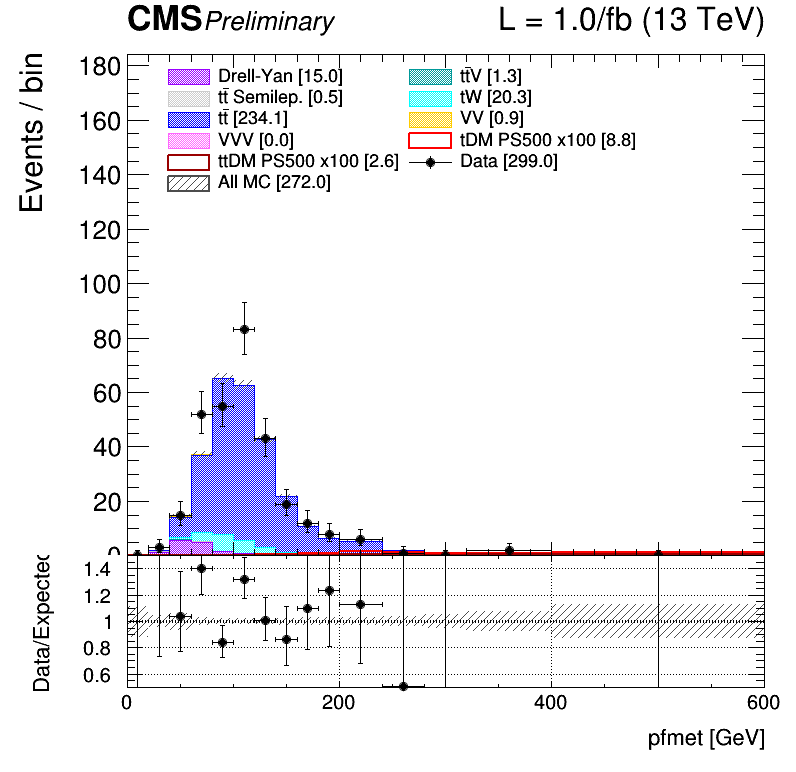 CMS Preliminary L = 1.0/fb (13 TeV)
Events / bin
180
160
140
120
100
80
60
40
20
0
Drell-Yan [15.0]
tt̄ Semilep. [0.5]
tt̄ [234.1]
VVV [0.0]
ttDM PS500 x100 [2.6]
All MC [272.0]
tt̄V [1.3]
tW [20.3]
VV [0.9]
tDM PS500 x100 [8.8]
Data [299.0]
Data/Expected
1.4
1.2
1
0.8
0.6
0 200 400 600
pfmet [GeV]